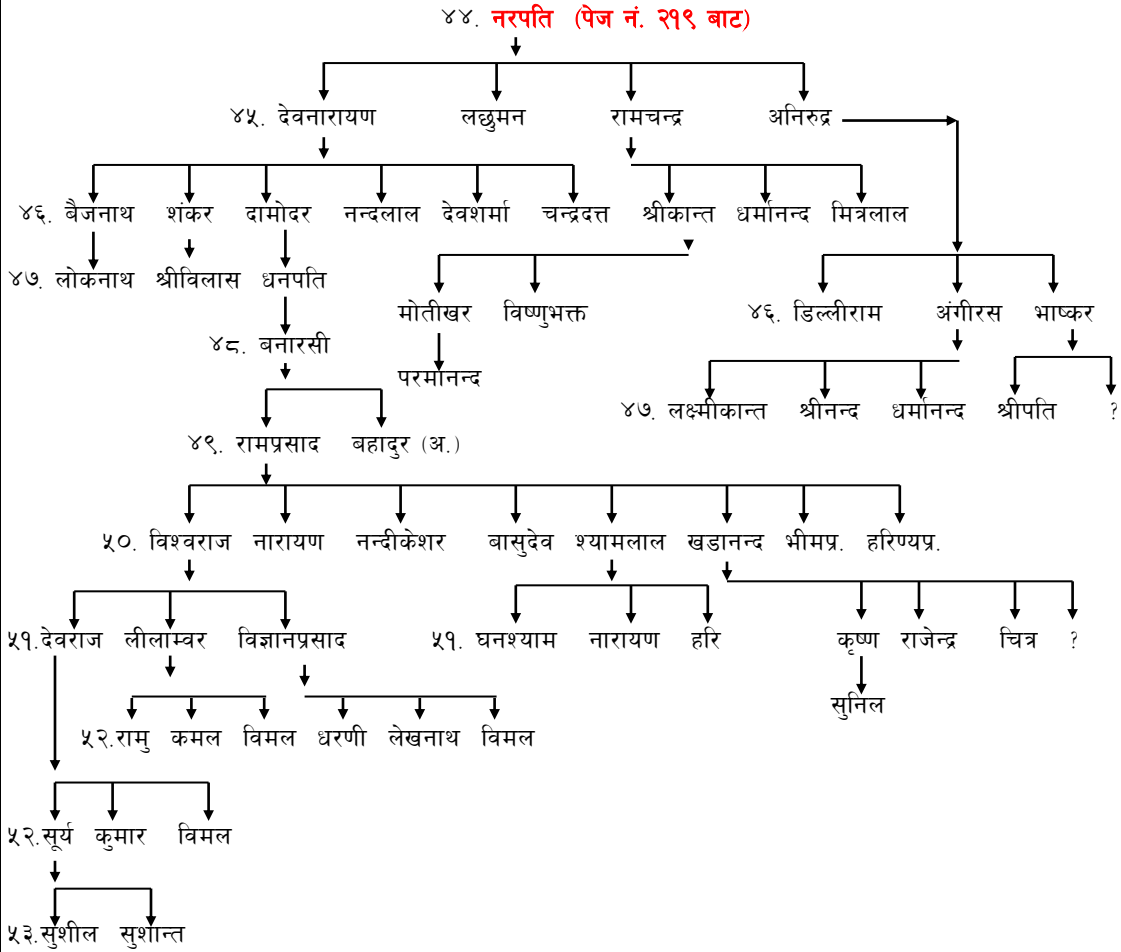 ४४. नरपति (पेज नं. २१९ बाट)
४५. देवनारायण लछुमन रामचन्द्र अनिरुद्र
४६. बैजनाथ शंकर दामोदर नन्दलाल देवशर्मा चन्द्रदत्त श्रीकान्त धर्मानन्द मित्रलाल
४७. लोकनाथ श्रीविलास धनपति
मोतीखर विष्णुभक्त ४६. डिल्लीराम अंगीरस भाष्कर
४८. बनारसी
परमानन्द
४७. लक्ष्मीकान्त श्रीनन्द धर्मानन्द श्रीपति ?
४९. रामप्रसाद बहादुर (अ.)
५०. विश्वराज नारायण नन्दीकेशर बासुदेव श्यामलाल खडानन्द भीमप्र. हरिण्यप्र.
५१.देवराज लीलाम्वर विज्ञानप्रसाद ५१. घनश्याम नारायण हरि कृष्ण राजेन्द्र चित्र ?
सुनिल
५२.रामु कमल विमल धरणी लेखनाथ विमल
५२.सूर्य कुमार विमल
५३.सुशील सुशान्त